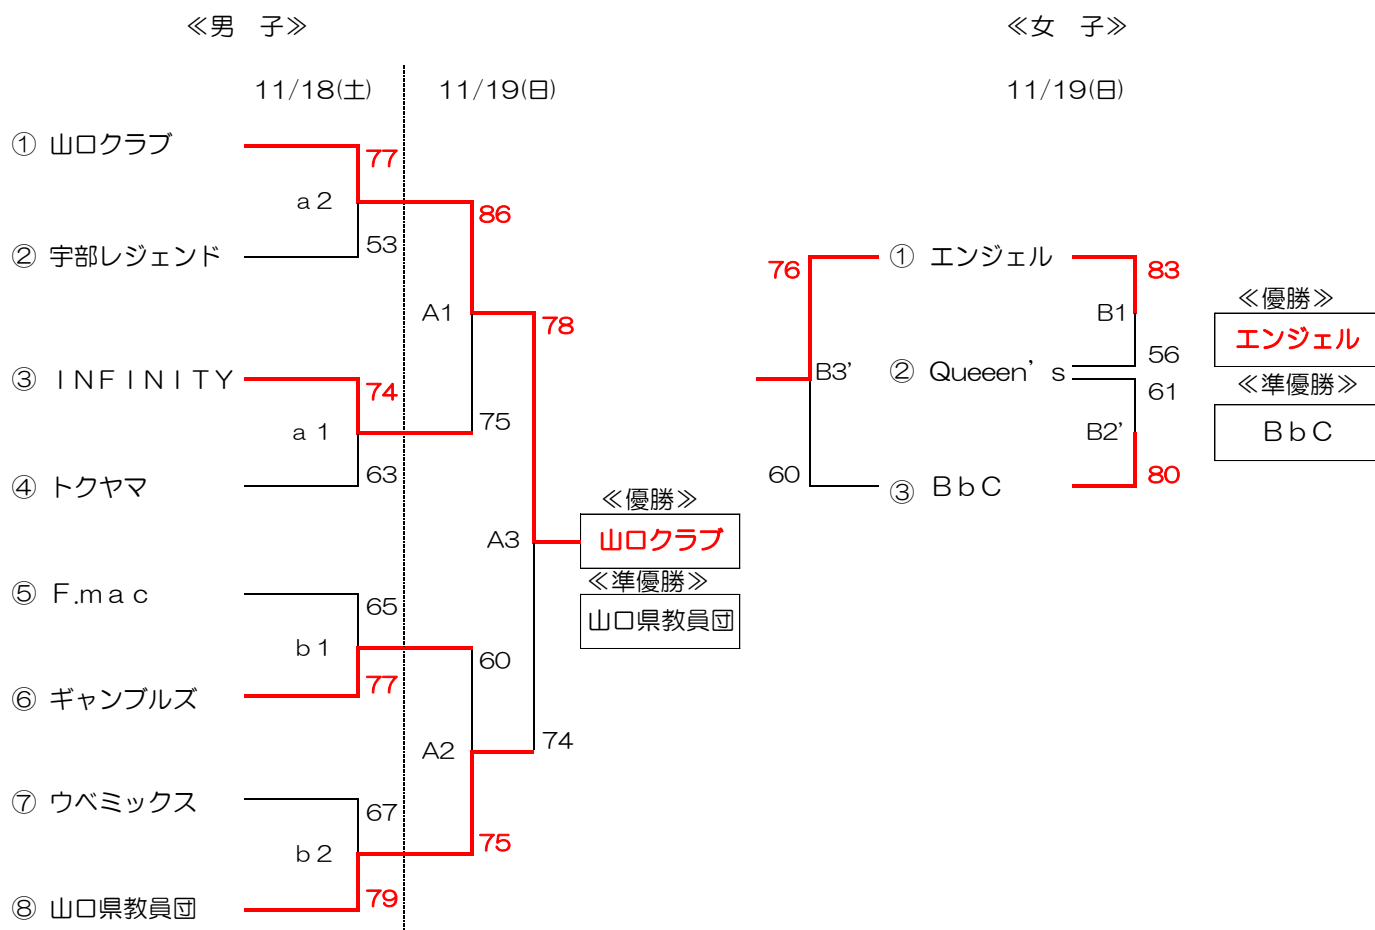 ≪男　子≫
11/18(土)
11/19(日)
① 山口クラブ
77
a２
86
② 宇部レジェンド
53
A1
78
③ ＩＮＦＩＮＩＴＹ
74
75
a１
④ トクヤマ
63
≪優勝≫
A3
山口クラブ
≪準優勝≫
山口県教員団
⑤ Ｆ.ｍａｃ
65
b１
60
⑥ ギャンブルズ
77
A2
74
⑦ ウベミックス
67
75
b２
⑧ 山口県教員団
79
≪女　子≫
11/19(日)
76
① エンジェル
83
B1
≪優勝≫
エンジェル
56
B3’
② Queeen’ｓ
61
≪準優勝≫
ＢｂＣ
B2’
60
③ ＢｂＣ
80